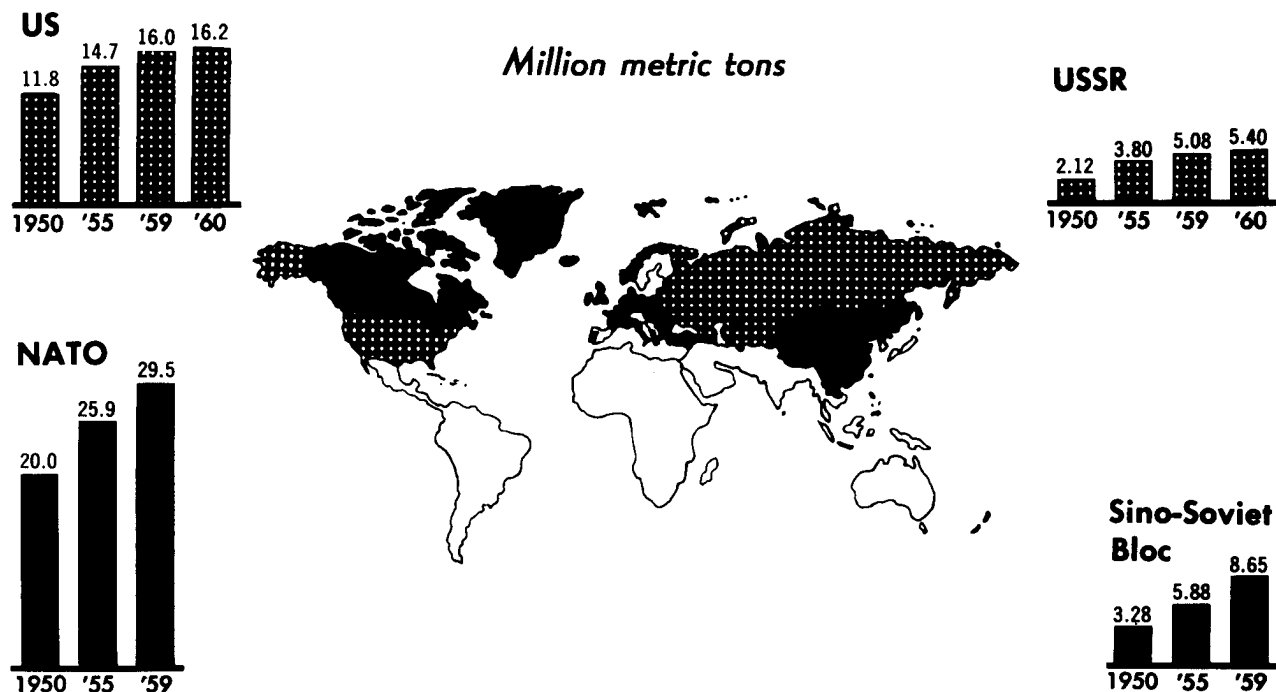 US
11.8 14.7 16.0 16.2
1950 '55 '59 '60
Million metric tons
USSR
2.12 3.80 5.08 5.40
1950 '55 '59 '60
NATO
20.0 25.9 29.5
1950 '55 '59
Sino-Soviet
Bloc
3.28 5.88 8.65
1950 '55 '59